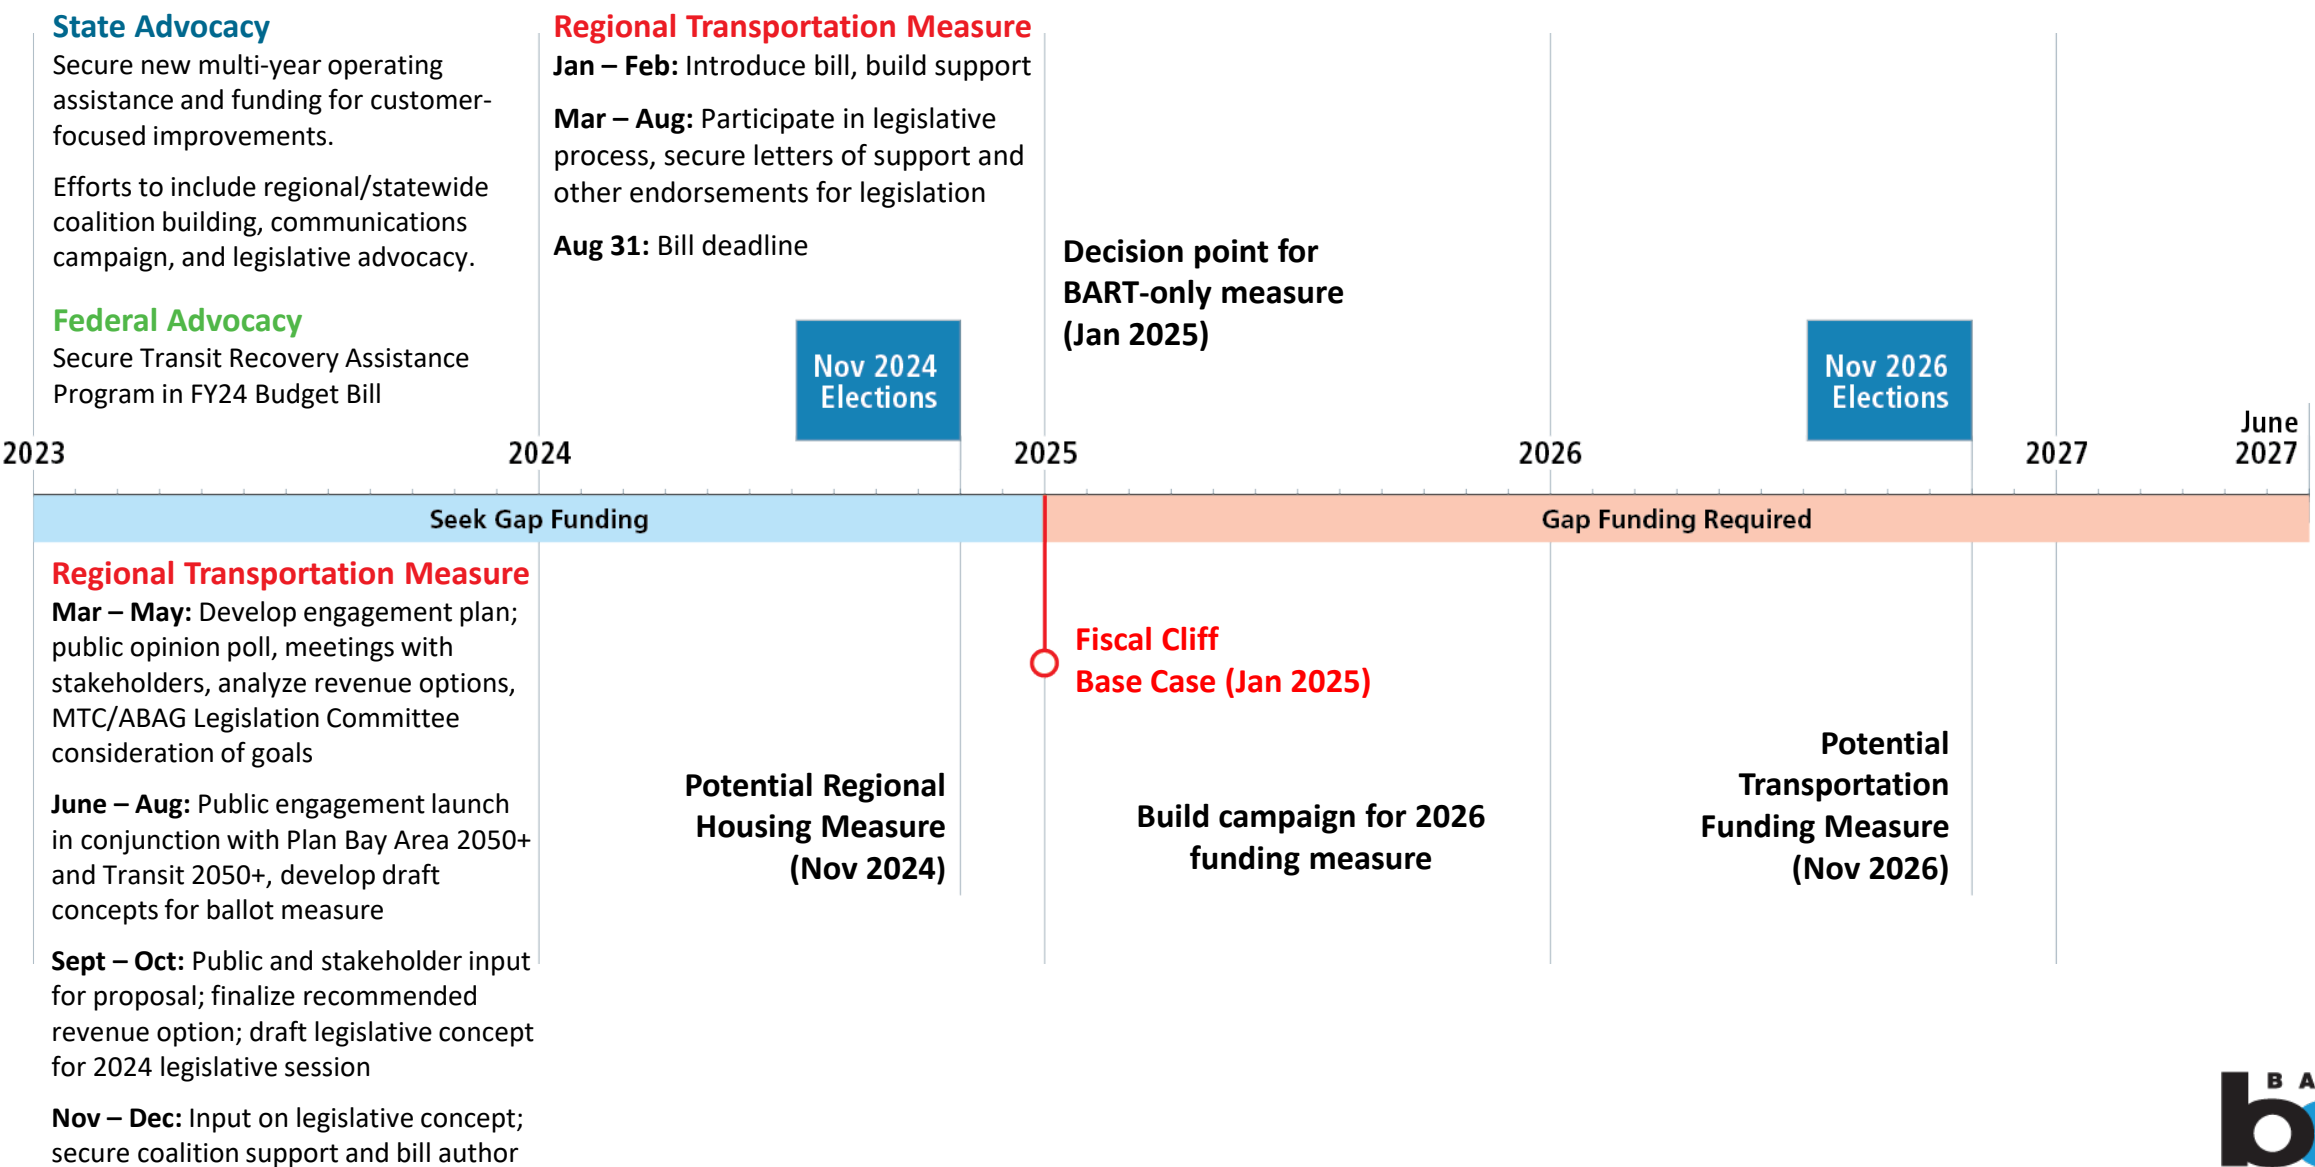 State Advocacy
Secure new multi-year operating
assistance and funding for customer-
focused improvements.
Efforts to include regional/statewide
coalition building, communications
campaign, and legislative advocacy.
Federal Advocacy
Secure Transit Recovery Assistance
Program in FY24 Budget Bill
Regional Transportation Measure
Jan – Feb: Introduce bill, build support
Mar – Aug: Participate in legislative
process, secure letters of support and
other endorsements for legislation
Aug 31: Bill deadline
Nov 2024
Elections
Decision point for
BART-only measure
(Jan 2025)
Nov 2026
Elections
2023
2024
2025
2026
2027
June
2027
Seek Gap Funding
Gap Funding Required
Regional Transportation Measure
Mar – May: Develop engagement plan;
public opinion poll, meetings with
stakeholders, analyze revenue options,
MTC/ABAG Legislation Committee
consideration of goals
June – Aug: Public engagement launch
in conjunction with Plan Bay Area 2050+
and Transit 2050+, develop draft
concepts for ballot measure
Sept – Oct: Public and stakeholder input
for proposal; finalize recommended
revenue option; draft legislative concept
for 2024 legislative session
Nov – Dec: Input on legislative concept;
secure coalition support and bill author
Potential Regional
Housing Measure
(Nov 2024)
Fiscal Cliff
Base Case (Jan 2025)
Build campaign for 2026
funding measure
Potential
Transportation
Funding Measure
(Nov 2026)
B A
b